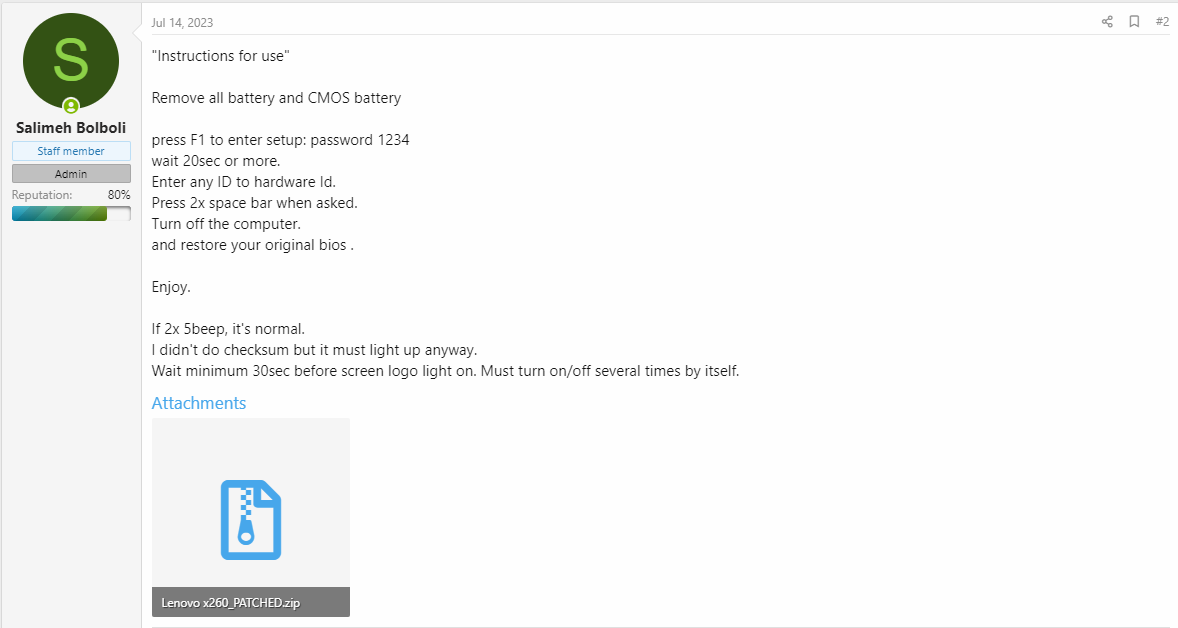 S
Salimeh Bolboli
Staff member
Admin
Reputation: 80%
Jul 14, 2023
#2
"Instructions for use"
Remove all battery and CMOS battery
press F1 to enter setup: password 1234
wait 20sec or more.
Enter any ID to hardware Id.
Press 2x space bar when asked.
Turn off the computer.
and restore your original bios .
Enjoy.
If 2x 5beep, it's normal.
I didn't do checksum but it must light up anyway.
Wait minimum 30sec before screen logo light on. Must turn on/off several times by itself.
Attachments
Lenovo x260_PATCHED.zip